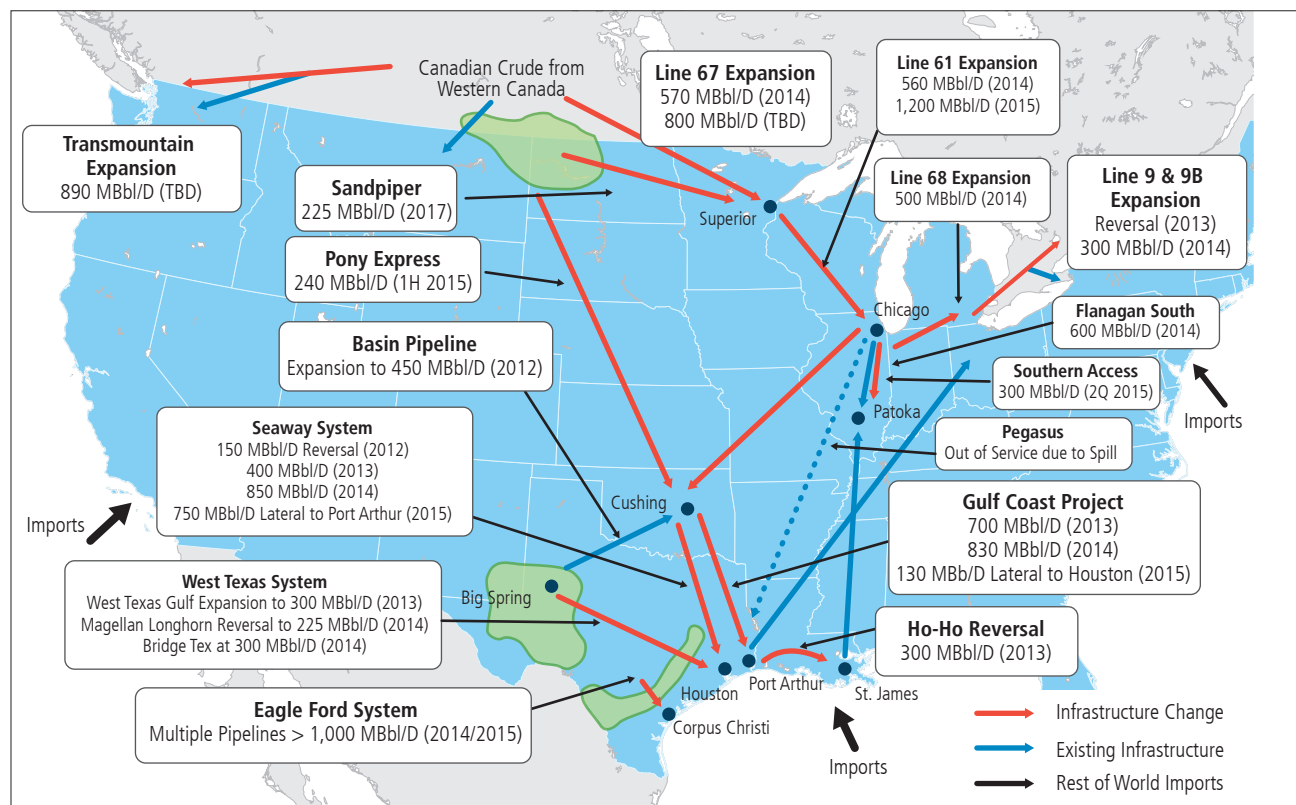 Canadian Crude from
Western Canada
Line 67 Expansion
570 MBbl/D (2014)
800 MBbl/D (TBD)
Line 61 Expansion
560 MBbl/D (2014)
1,200 MBbl/D (2015)
Transmountain
Expansion
890 MBbl/D (TBD)
Sandpiper
225 MBbl/D (2017)
Superior
Line 68 Expansion
500 MBbl/D (2014)
Line 9 & 9B
Expansion
Reversal (2013)
300 MBbl/D (2014)
Pony Express
240 MBbl/D (1H 2015)
Chicago
Flanagan South
600 MBbl/D (2014)
Basin Pipeline
Expansion to 450 MBbl/D (2012)
Southern Access
300 MBbl/D (2Q 2015)
Patoka
Imports
Seaway System
150 MBbl/D Reversal (2012)
400 MBbl/D (2013)
850 MBbl/D (2014)
750 MBbl/D Lateral to Port Arthur (2015)
Pegasus
Out of Service due to Spill
Cushing
Imports
Gulf Coast Project
700 MBbl/D (2013)
830 MBbl/D (2014)
130 MBb/D Lateral to Houston (2015)
West Texas System
West Texas Gulf Expansion to 300 MBbl/D (2013)
Magellan Longhorn Reversal to 225 MBbl/D (2014)
Bridge Tex at 300 MBbl/D (2014)
Big Spring
Ho-Ho Reversal
300 MBbl/D (2013)
Houston
Port Arthur
St. James
Eagle Ford System
Multiple Pipelines > 1,000 MBbl/D (2014/2015)
Corpus Christi
Imports
Infrastructure Change
Existing Infrastructure
Rest of World Imports